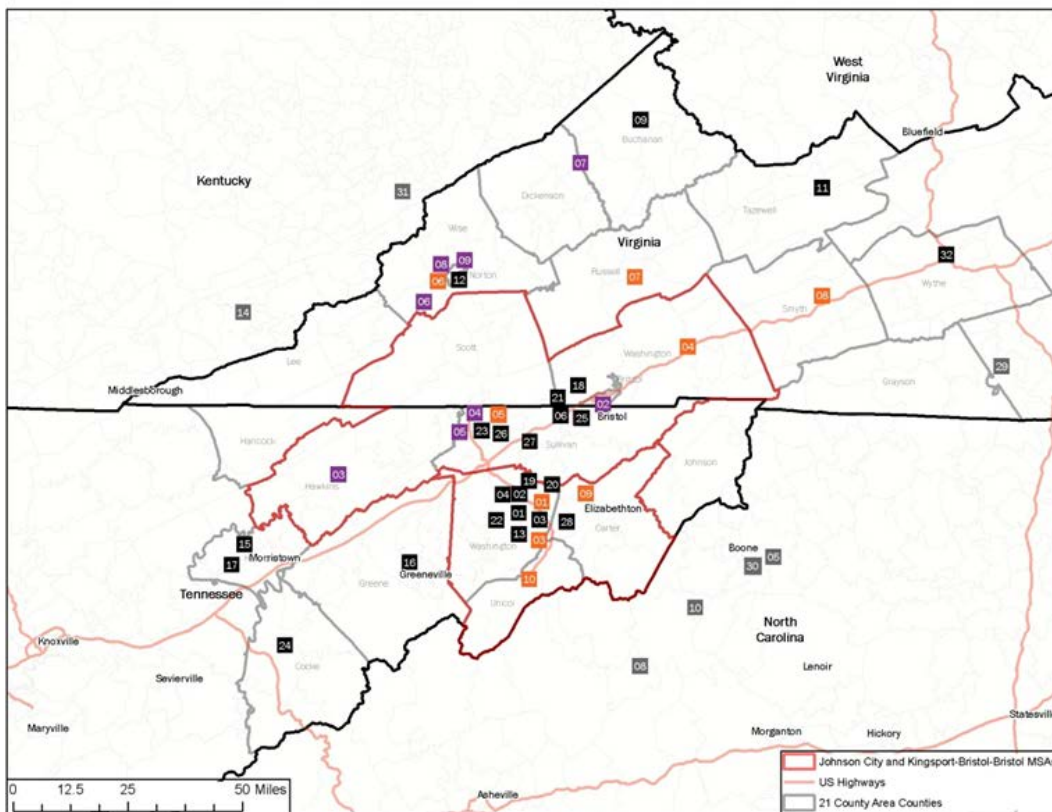 West
Virginia
09
Buchanan
Bluefield
07
Kentucky
31
11
Dickenson
Tazewell
Wise
Virginia
08
09
32
06
12
Norton
Russell
07
Wythe
06
08
Smyth
14
Scott
Washington
04
Lee
29
Middlesborough
18
Grayson
21
02
04
05
06
25
Bristol
05
23
26
27
Sullivan
Hancock
Johnson
03
Hawkins
19
20
04
02
01
09
Elizabethton
22
01
03
28
Carter
13
03
Washington
15
Morristown
17
16
Greeneville
Greene
Boone
05
30
Tennessee
10
Unicoi
10
North
Carolina
24
Cocke
08
Lenoir
Knoxville
Sevierville
Statesville
Maryville
Morganton
Hickory
0 12.5 25 50 Miles
Asheville
Johnson City and Kingsport-Bristol-Bristol MSAs
US Highways
21 County Area Counties